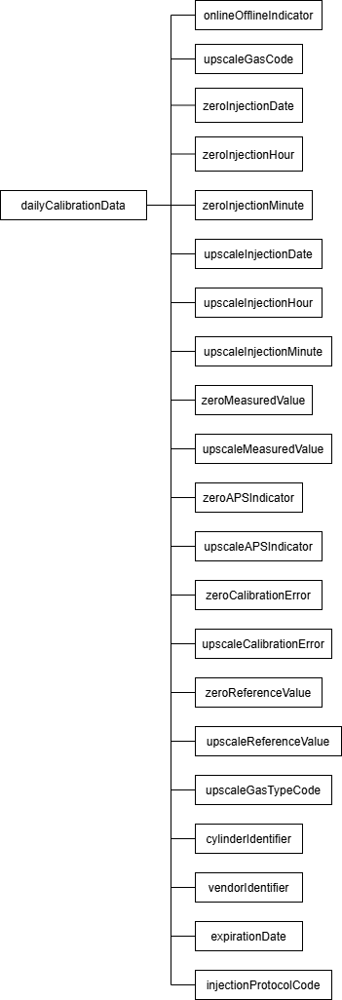 onlineOfflineIndicator
upscaleGasCode
zeroInjectionDate
zeroInjectionHour
dailyCalibrationData
zeroInjectionMinute
upscaleInjectionDate
upscaleInjectionHour
upscaleInjectionMinute
zeroMeasuredValue
upscaleMeasuredValue
zeroAPSIndicator
upscaleAPSIndicator
zeroCalibrationError
upscaleCalibrationError
zeroReferenceValue
upscaleReferenceValue
upscaleGasTypeCode
cylinderIdentifier
vendorIdentifier
expirationDate
injectionProtocolCode